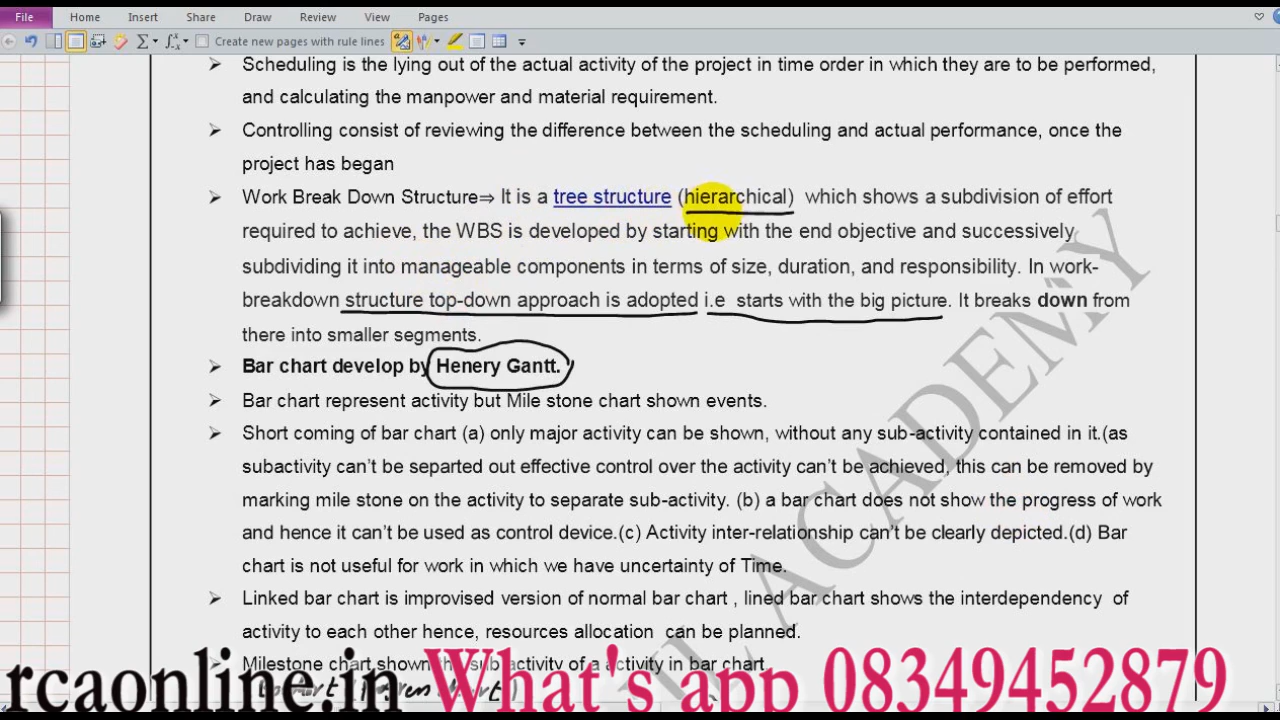 File Home Insert Share Draw Review View Pages
Create new pages with rule lines
Scheduling is the lying out of the actual activity of the project in time order in which they are to be performed,
and calculating the manpower and material requirement.
Controlling consist of reviewing the difference between the scheduling and actual performance, once the
project has began
Work Break Down Structure⇒ It is a tree structure (hierarchical) which shows a subdivision of effort
required to achieve, the WBS is developed by starting with the end objective and successively
subdividing it into manageable components in terms of size, duration, and responsibility. In work-
breakdown structure top-down approach is adopted i.e starts with the big picture. It breaks down from
there into smaller segments.
Bar chart develop by Henery Gantt.
Bar chart represent activity but Mile stone chart shown events.
Short coming of bar chart (a) only major activity can be shown, without any sub-activity contained in it.(as
subactivity can't be separted out effective control over the activity can't be achieved, this can be removed by
marking mile stone on the activity to separate sub-activity. (b) a bar chart does not show the progress of work
and hence it can't be used as control device.(c) Activity inter-relationship can't be clearly depicted.(d) Bar
chart is not useful for work in which we have uncertainty of Time.
Linked bar chart is improvised version of normal bar chart , lined bar chart shows the interdependency of
activity to each other hence, resources allocation can be planned.
Milestone chart shown the sub activity of a activity in bar chart.
rcaonline.in What's app 08349452879
ACADEMY